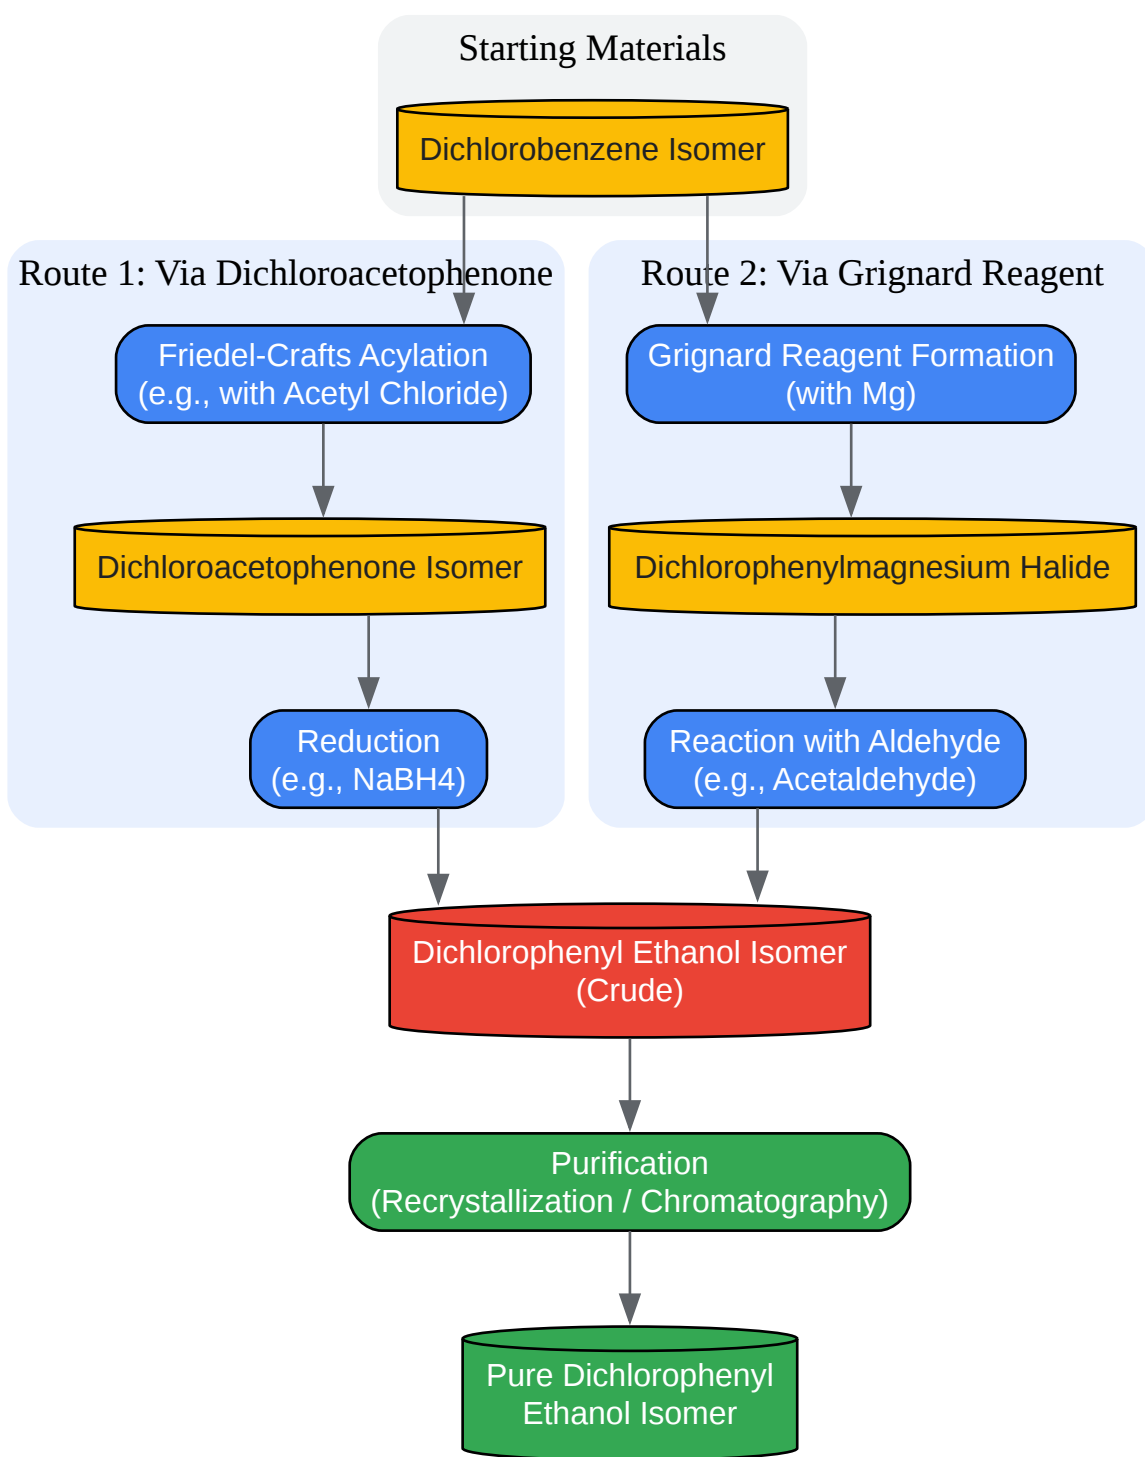 Starting Materials
Dichlorobenzene Isomer
Route 1: Via Dichloroacetophenone
Friedel-Crafts Acylation
(e.g., with Acetyl Chloride)
Dichloroacetophenone Isomer
Reduction
(e.g., NaBH4)
Route 2: Via Grignard Reagent
Grignard Reagent Formation
(with Mg)
Dichlorophenylmagnesium Halide
Reaction with Aldehyde
(e.g., Acetaldehyde)
Dichlorophenyl Ethanol Isomer
(Crude)
Purification
(Recrystallization / Chromatography)
Pure Dichlorophenyl
Ethanol Isomer